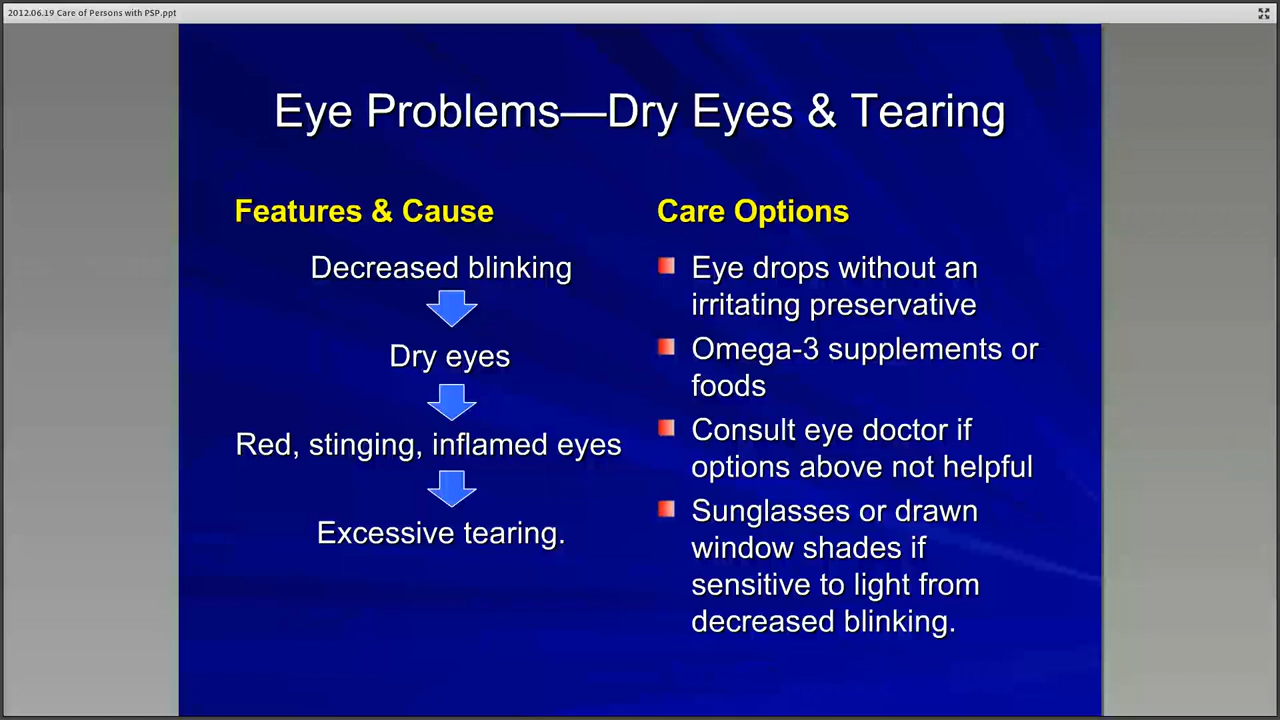 2012.06.19 Care of Persons with PSP.ppt
Eye Problems—Dry Eyes & Tearing
Features & Cause
Decreased blinking
Dry eyes
Red, stinging, inflamed eyes
Excessive tearing.
Care Options
Eye drops without an
irritating preservative
Omega-3 supplements or
foods
Consult eye doctor if
options above not helpful
Sunglasses or drawn
window shades if
sensitive to light from
decreased blinking.